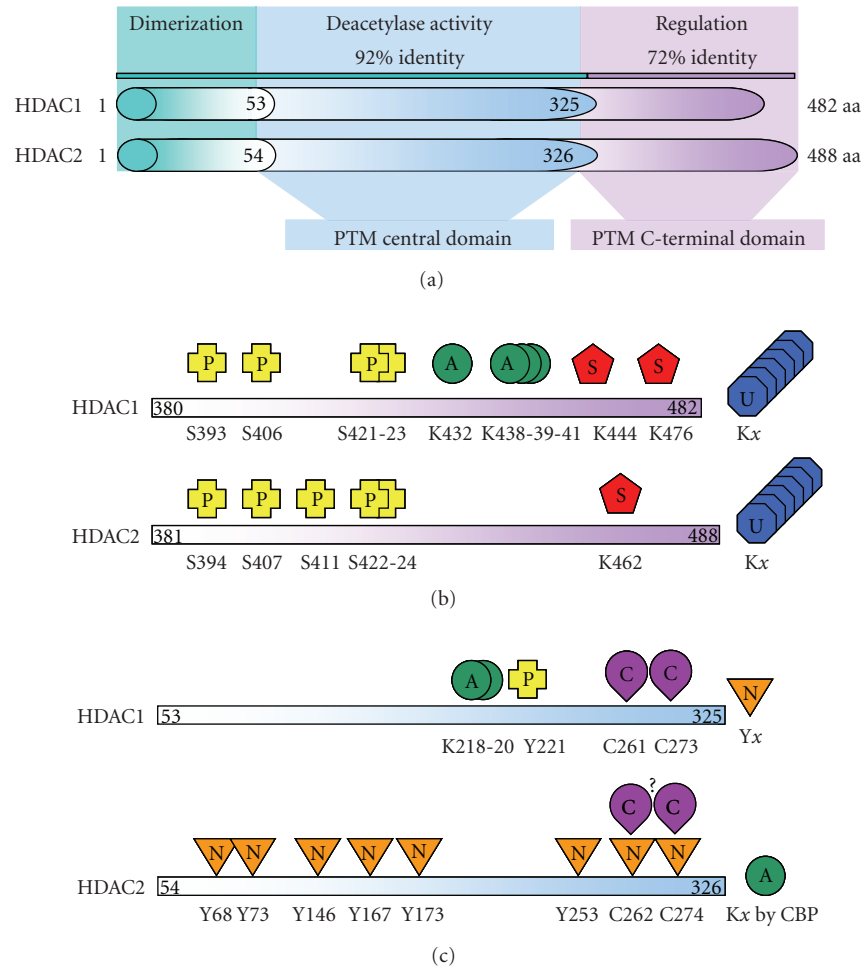 Dimerization Deacetylase activity Regulation
92% identity 72% identity
HDAC1 1 53 325 482 aa
HDAC2 1 54 326 488 aa
PTM central domain PTM C-terminal domain
(a)
P P P A A S S U
HDAC1 380 482
S393 S406 S421-23 K432 K438-39-41 K444 K476 Kx
P P P P S U
HDAC2 381 488
S394 S407 S411 S422-24 K462 Kx
(b)
A P C C N
HDAC1 53 325
K218-20 Y221 C261 C273 Yx
?
C C
N N N N N N N N A
HDAC2 54 326
Y68 Y73 Y146 Y167 Y173 Y253 C262 C274 Kx by CBP
(c)